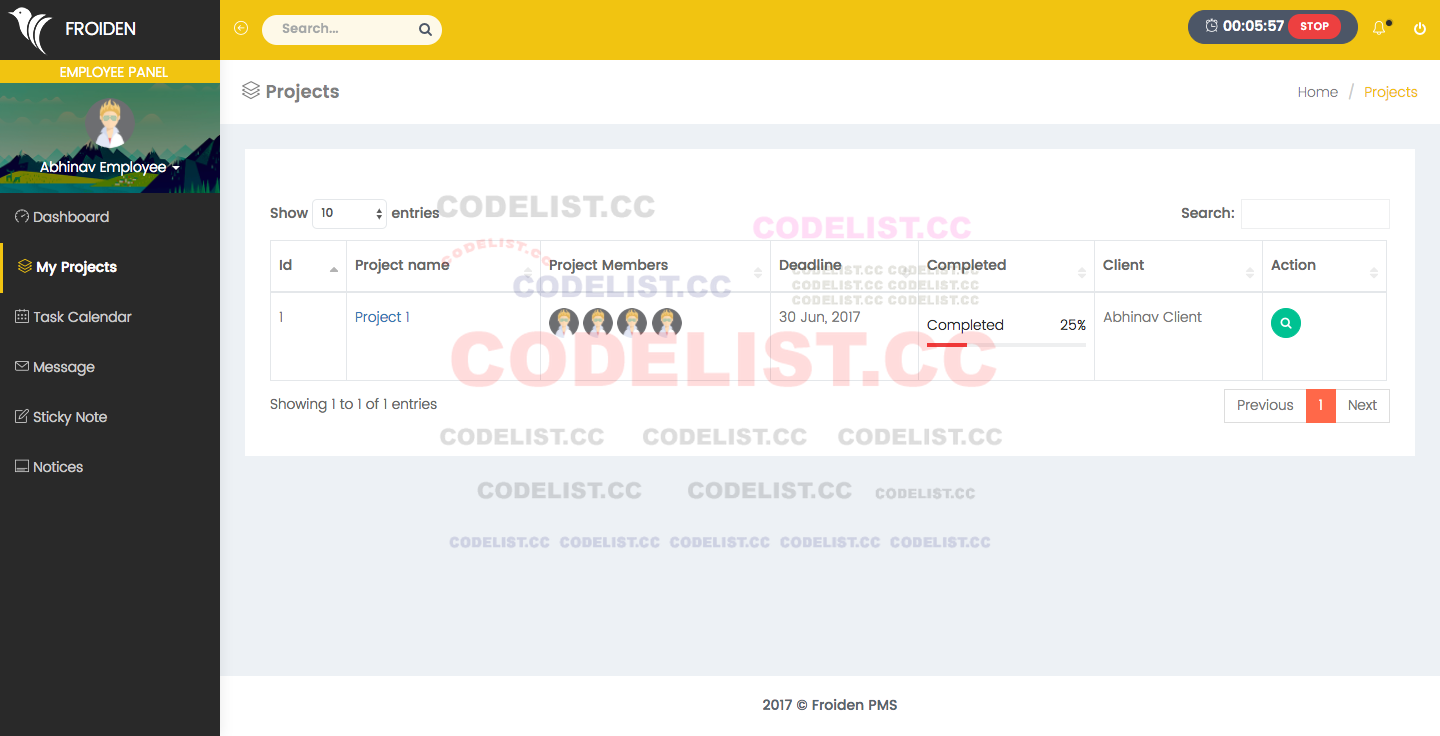 FROIDEN
Search...
00:05:57 STOP
EMPLOYEE PANEL
Abhinav Employee
Dashboard
My Projects
Task Calendar
Message
Sticky Note
Notices
Projects
Home / Projects
CODELIST.CC
Show 10 entries
Search:
CODELIST.CC
CODELIST.CC
Id Project name Project Members Deadline Completed Client Action
CODELIST.CC CODELIST.CC
CODELIST.CC CODELIST.CC
CODELIST.CC CODELIST.CC
CODELIST.CC
1 Project 1 30 Jun, 2017 Completed 25% Abhinav Client
CODELIST.CC
Showing 1 to 1 of 1 entries
Previous 1 Next
CODELIST.CC CODELIST.CC CODELIST.CC
CODELIST.CC CODELIST.CC CODELIST.CC
CODELIST.CC CODELIST.CC CODELIST.CC CODELIST.CC CODELIST.CC
2017 © Froiden PMS